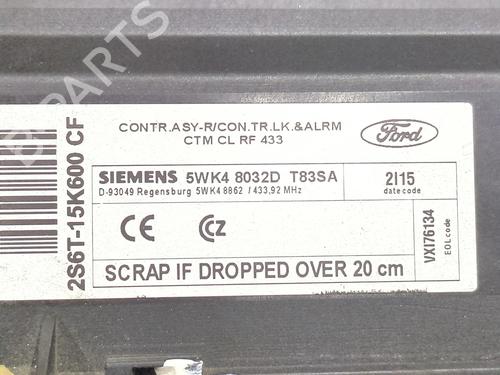 CONTR.ASY-R/CON.TR.LK.&ALRM
CTM CL RF 433
Ford
SIEMENS 5WK4 8032D T83SA
D-93049 Regensburg 5WK4 8862 / 433,92 MHz
2I15
date code
CE CZ
VXI76134
EOL code
SCRAP IF DROPPED OVER 20 cm
2S6T-15K600 CF
B-PARTS